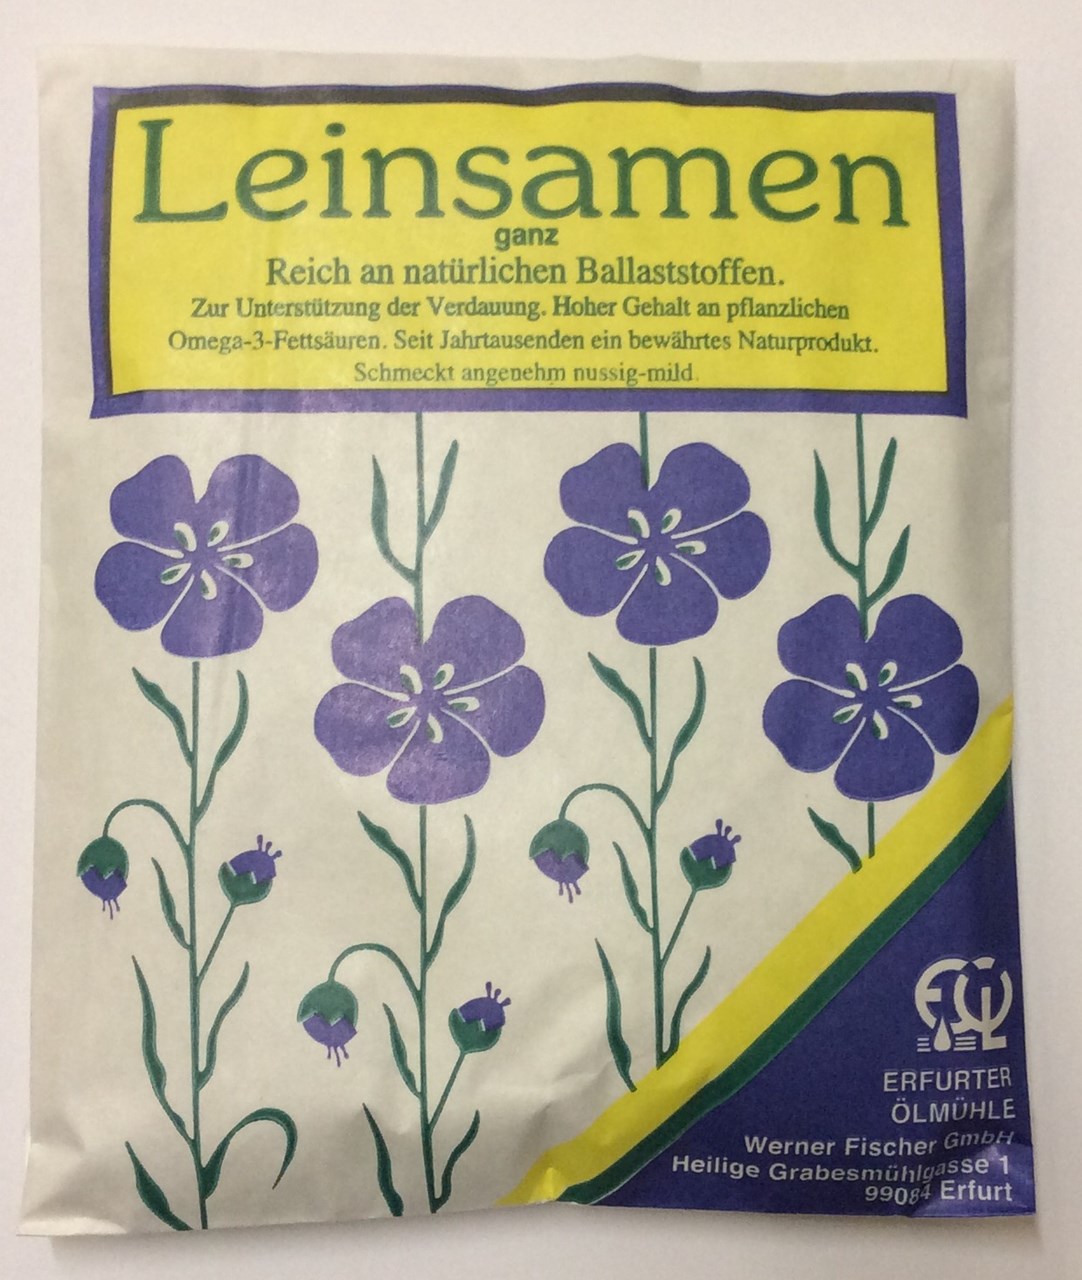 Leinsamen
ganz
Reich an natürlichen Ballaststoffen.
Zur Unterstützung der Verdauung. Hoher Gehalt an pflanzlichen
Omega-3-Fettsäuren. Seit Jahrtausenden ein bewährtes Naturprodukt.
Schmeckt angenehm nussig-mild.
ERFURTER
ÖLMÜHLE
Werner Fischer GmbH
Heilige Grabesmühlgasse 1
99084 Erfurt